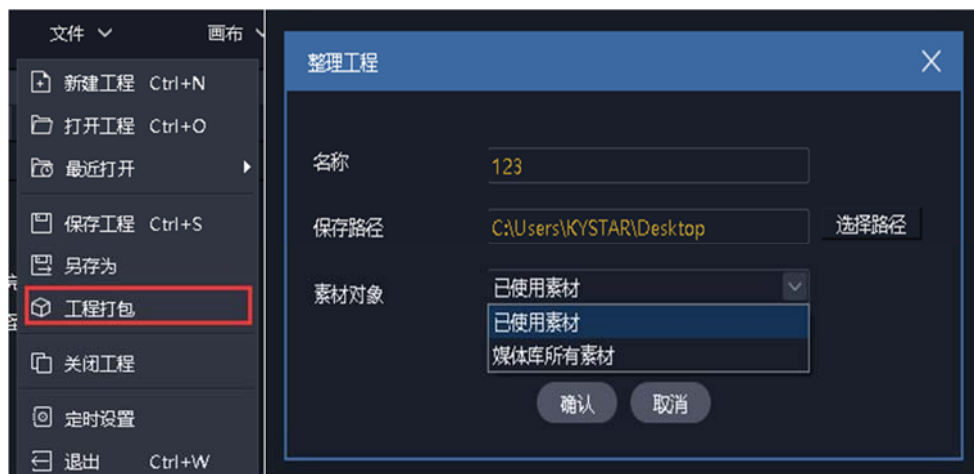 文件
画布
新建工程 Ctrl+N
打开工程 Ctrl+O
最近打开
保存工程 Ctrl+S
另存为
工程打包
关闭工程
定时设置
退出 Ctrl+W
整理工程
名称 123
保存路径 C:\Users\KYSTAR\Desktop 选择路径
素材对象 已使用素材
已使用素材
媒体库所有素材
确认 取消